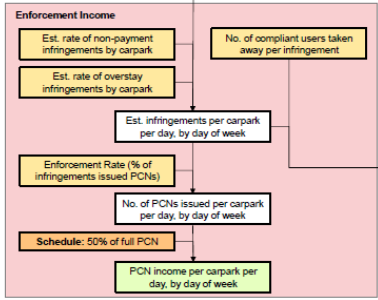 Enforcement Income
Est. rate of non-payment
infringements by carpark
No. of compliant users taken
away per infringement
Est. rate of overstay
infringements by carpark
Est. infringements per carpark
per day, by day of week
Enforcement Rate (% of
infringements issued PCNs)
No. of PCNs issued per carpark
per day, by day of week
Schedule: 50% of full PCN
PCN income per carpark per
day, by day of week